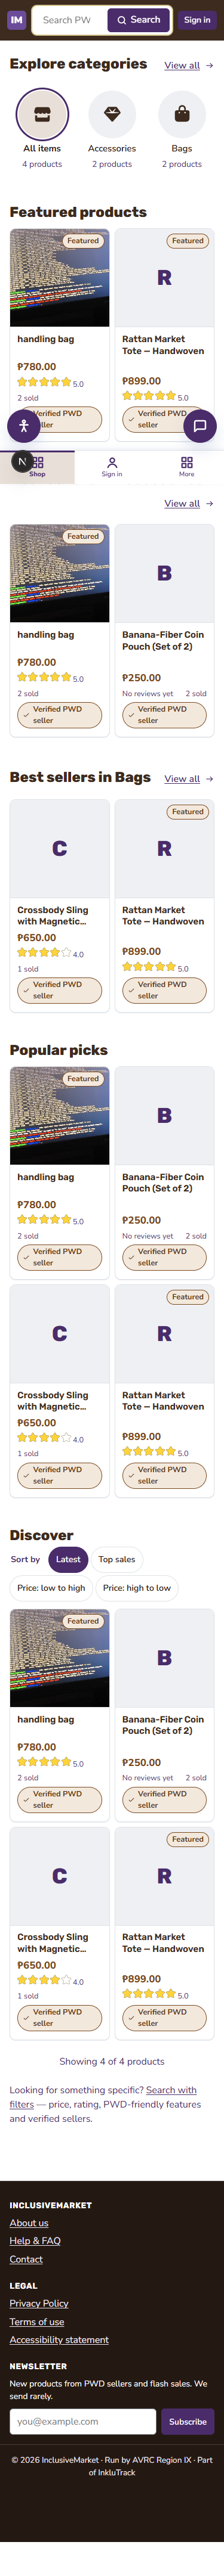 IM
Search PW
Search
Sign in
Explore categories
View all →
All items
4 products
Accessories
2 products
Bags
2 products
Featured products
Featured
handling bag
₱780.00
5.0
2 sold
Verified PWD
seller
Featured
R
Rattan Market
Tote — Handwoven
₱899.00
5.0
Verified PWD
seller
N
Shop
Sign in
More
View all →
Featured
handling bag
₱780.00
5.0
2 sold
Verified PWD
seller
B
Banana-Fiber Coin
Pouch (Set of 2)
₱250.00
No reviews yet
2 sold
Verified PWD
seller
Best sellers in Bags
View all →
C
Crossbody Sling
with Magnetic…
₱650.00
4.0
1 sold
Verified PWD
seller
Featured
R
Rattan Market
Tote — Handwoven
₱899.00
5.0
Verified PWD
seller
Popular picks
Featured
handling bag
₱780.00
5.0
2 sold
Verified PWD
seller
B
Banana-Fiber Coin
Pouch (Set of 2)
₱250.00
No reviews yet
2 sold
Verified PWD
seller
C
Crossbody Sling
with Magnetic…
₱650.00
4.0
1 sold
Verified PWD
seller
Featured
R
Rattan Market
Tote — Handwoven
₱899.00
5.0
Verified PWD
seller
Discover
Sort by
Latest
Top sales
Price: low to high
Price: high to low
Featured
handling bag
₱780.00
5.0
2 sold
Verified PWD
seller
B
Banana-Fiber Coin
Pouch (Set of 2)
₱250.00
No reviews yet
2 sold
Verified PWD
seller
C
Crossbody Sling
with Magnetic…
₱650.00
4.0
1 sold
Verified PWD
seller
Featured
R
Rattan Market
Tote — Handwoven
₱899.00
5.0
Verified PWD
seller
Showing 4 of 4 products
Looking for something specific? Search with
filters — price, rating, PWD-friendly features
and verified sellers.
INCLUSIVEMARKET
About us
Help & FAQ
Contact
LEGAL
Privacy Policy
Terms of use
Accessibility statement
NEWSLETTER
New products from PWD sellers and flash sales. We
send rarely.
you@example.com
Subscribe
© 2026 InclusiveMarket · Run by AVRC Region IX · Part
of InkluTrack